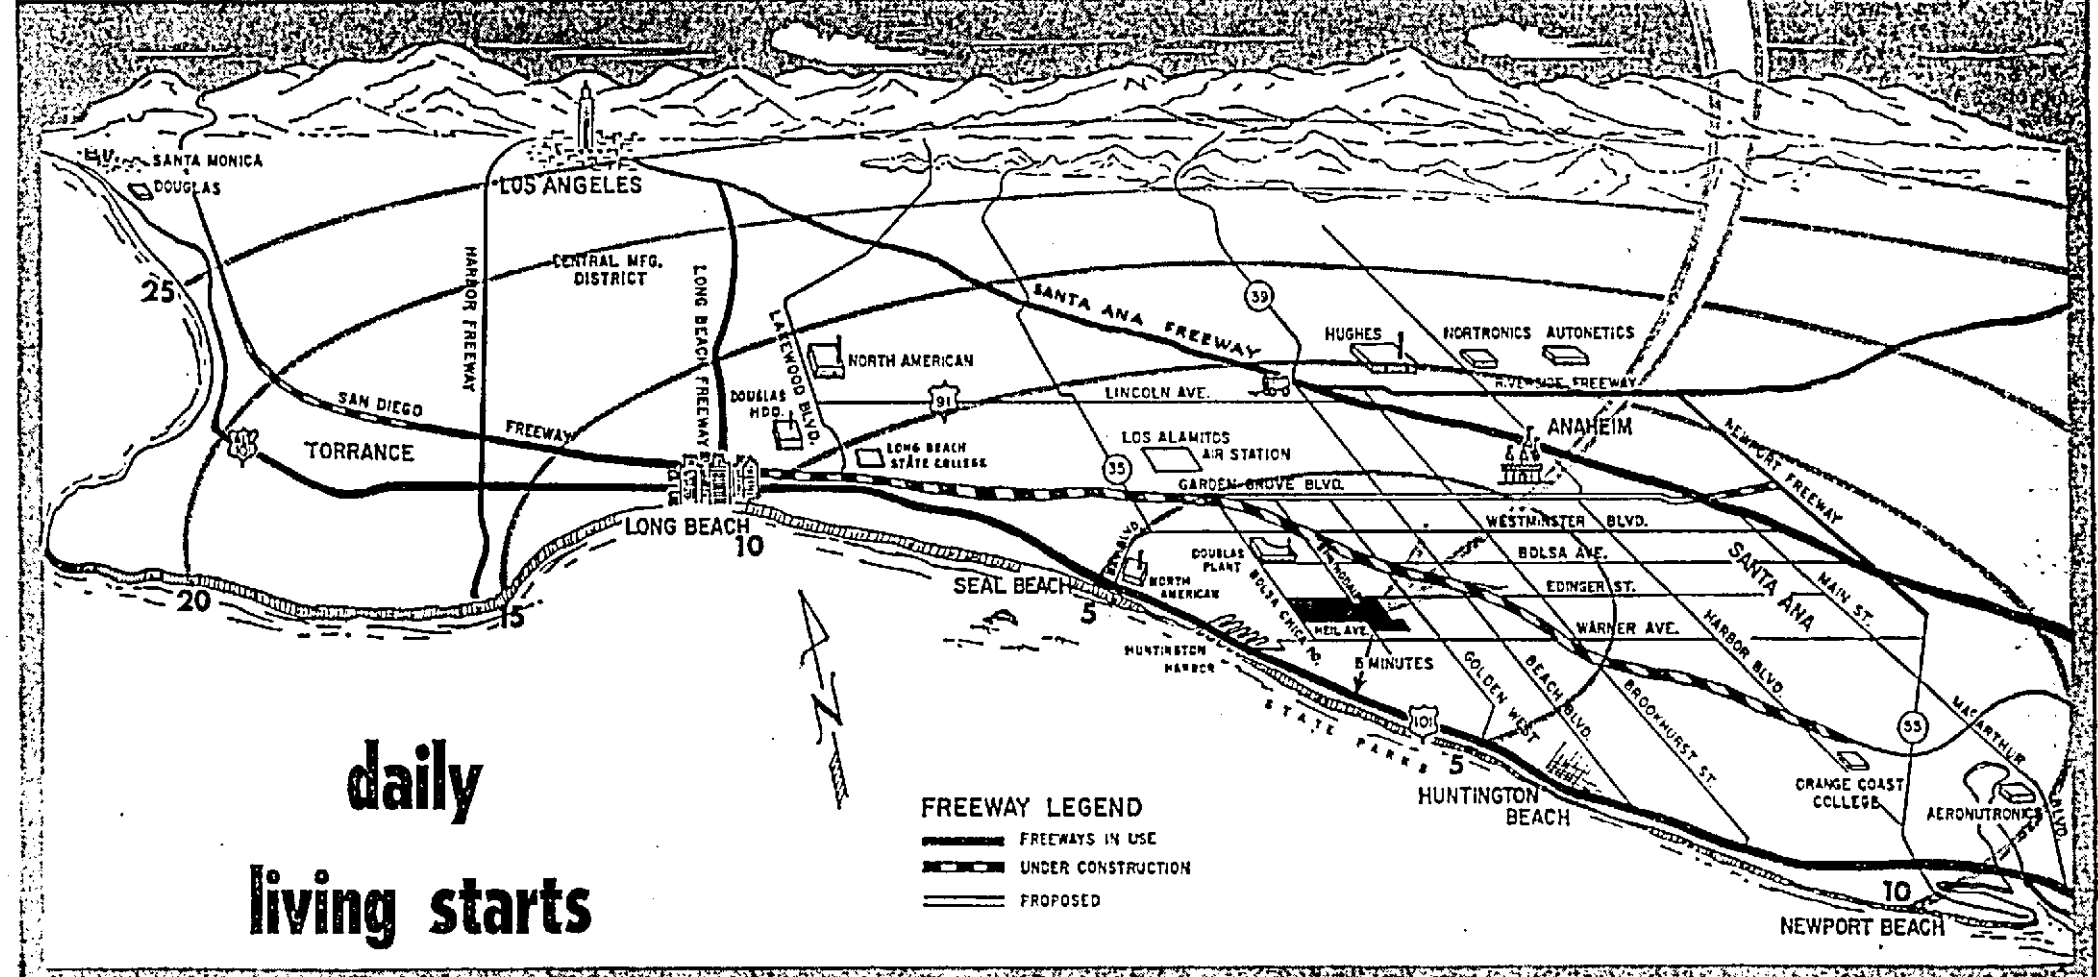 SANTA MONICA
DOUGLAS
LOS ANGELES
25
HARBOR FREEWAY
CENTRAL MFG.
DISTRICT
LONG BEACH FREEWAY
LAKEWOOD BLVD.
NORTH AMERICAN
SANTA ANA FREEWAY
39
HUGHES
NORTRONICS
AUTONETICS
RIVERSIDE FREEWAY
LINCOLN AVE.
91
DOUGLAS
HDQ.
SAN DIEGO
FREEWAY
101
TORRANCE
LONG BEACH
STATE COLLEGE
LOS ALAMITOS
AIR STATION
35
ANAHEIM
NEWPORT FREEWAY
GARDEN GROVE BLVD.
WESTMINSTER BLVD.
LONG BEACH
10
BOLSA AVE.
DOUGLAS
PLANT
BOLSA CHICA RD.
NORTH
AMERICAN
EDINGER ST.
SANTA ANA
MAIN ST.
SEAL BEACH
5
20
15
HEIL AVE.
WARNER AVE.
HARBOR BLVD.
HUNTINGTON
HARBOR
5 MINUTES
GOLDEN WEST
BEACH BLVD.
BROOKHURST ST.
STATE PARKS
101
5
HUNTINGTON
BEACH
55
MACARTHUR
BLVD.
ORANGE COAST
COLLEGE
AERONUTRONICS
10
NEWPORT BEACH
N
daily
living starts
FREEWAY LEGEND
FREEWAYS IN USE
UNDER CONSTRUCTION
PROPOSED